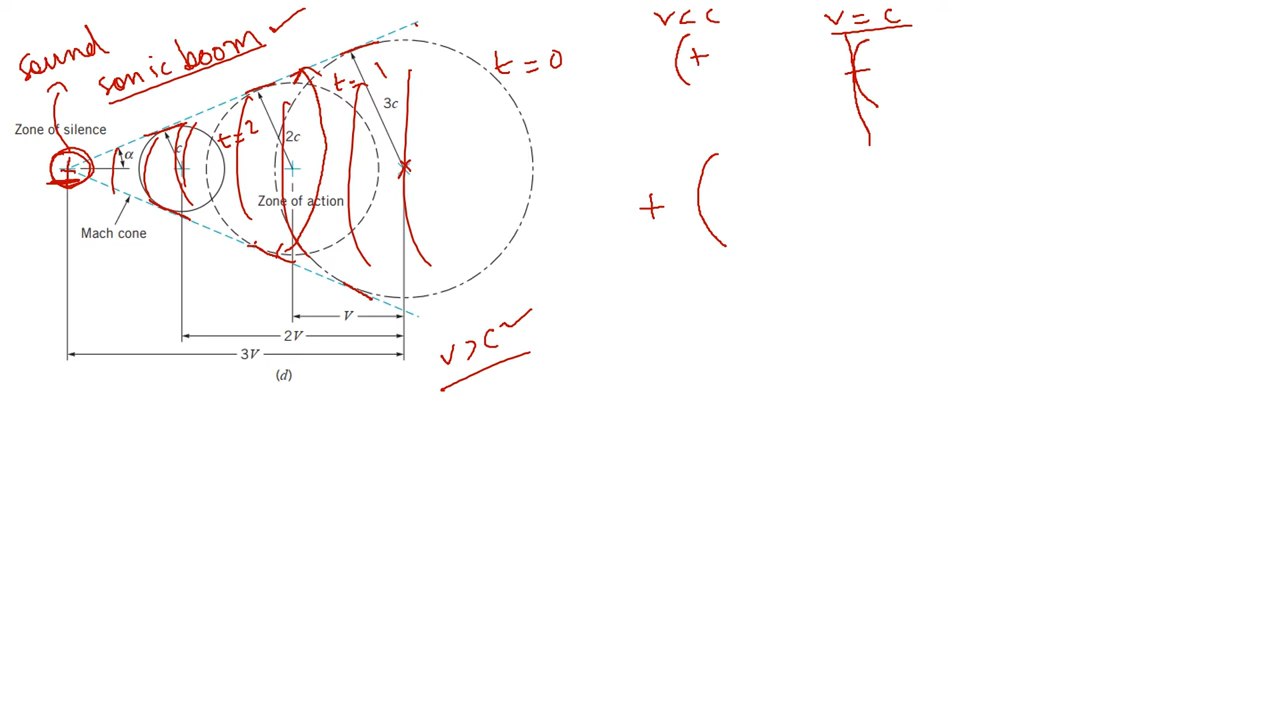 sound
sonic boom
v < c
v = c
t = 0
t = 1
3c
Zone of silence
t = 2
2c
c
α
Zone of action
Mach cone
V
2V
3V
v > c
(d)